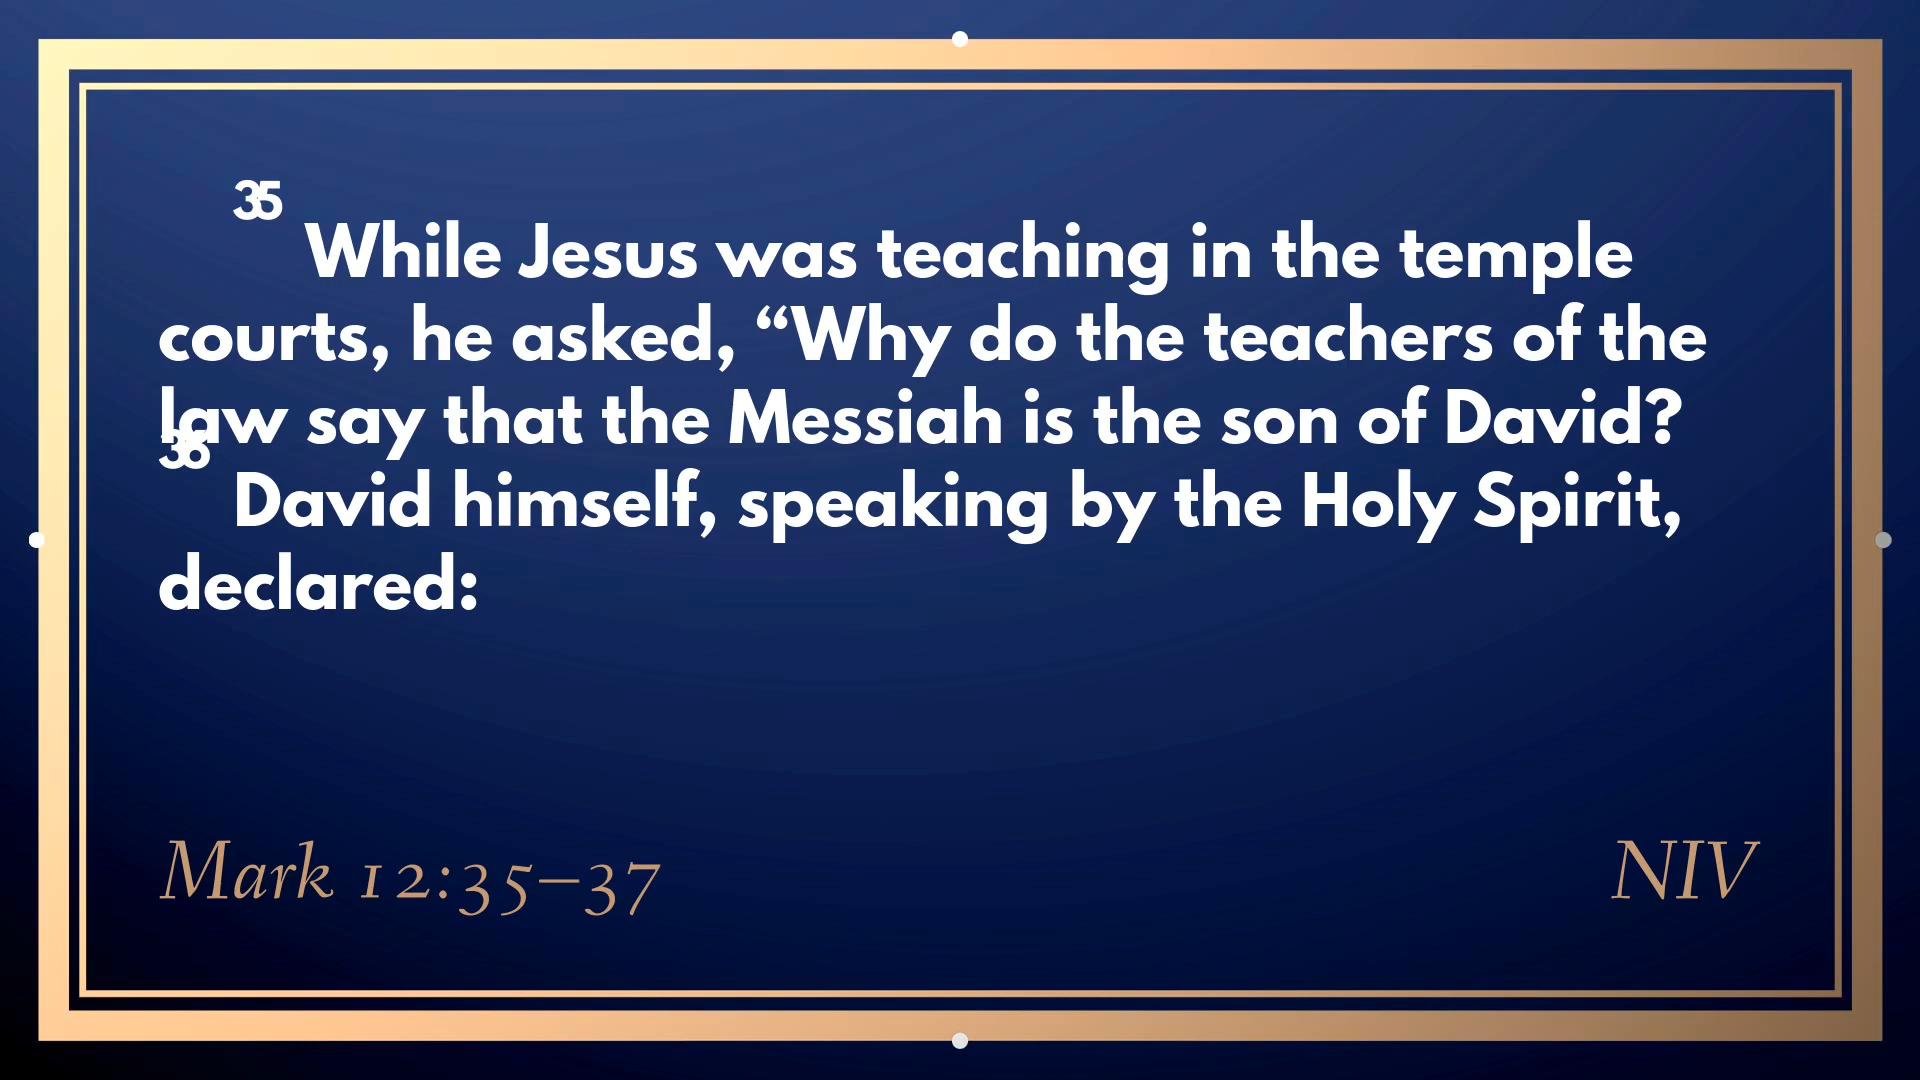 35 While Jesus was teaching in the temple
courts, he asked, “Why do the teachers of the
law say that the Messiah is the son of David?
36 David himself, speaking by the Holy Spirit,
declared:
Mark 12:35–37
NIV